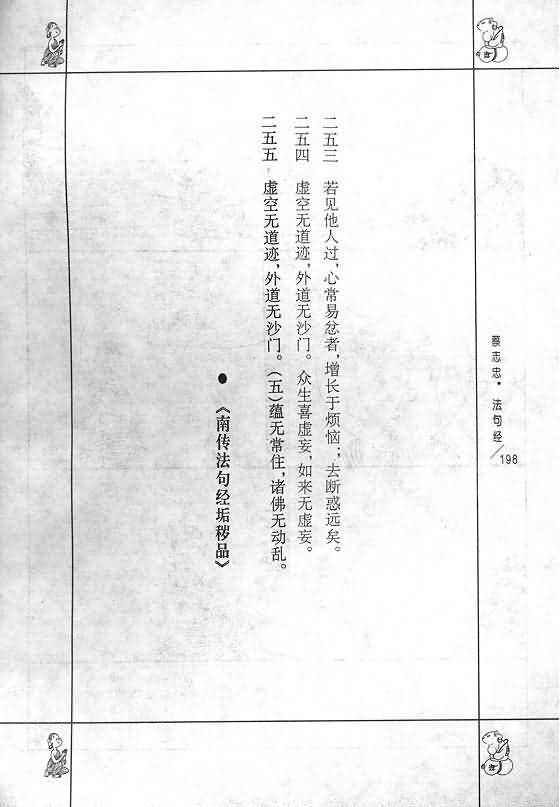 二五三 若见他人过，心常易忿者，增长于烦恼；去断惑远矣。
二五四 虚空无道迹，外道无沙门。众生喜虚妄，如来无虚妄。
二五五 虚空无道迹，外道无沙门。（五）蕴无常住，诸佛无动乱。
●《南传法句经垢秽品》
蔡志忠·法句经/198